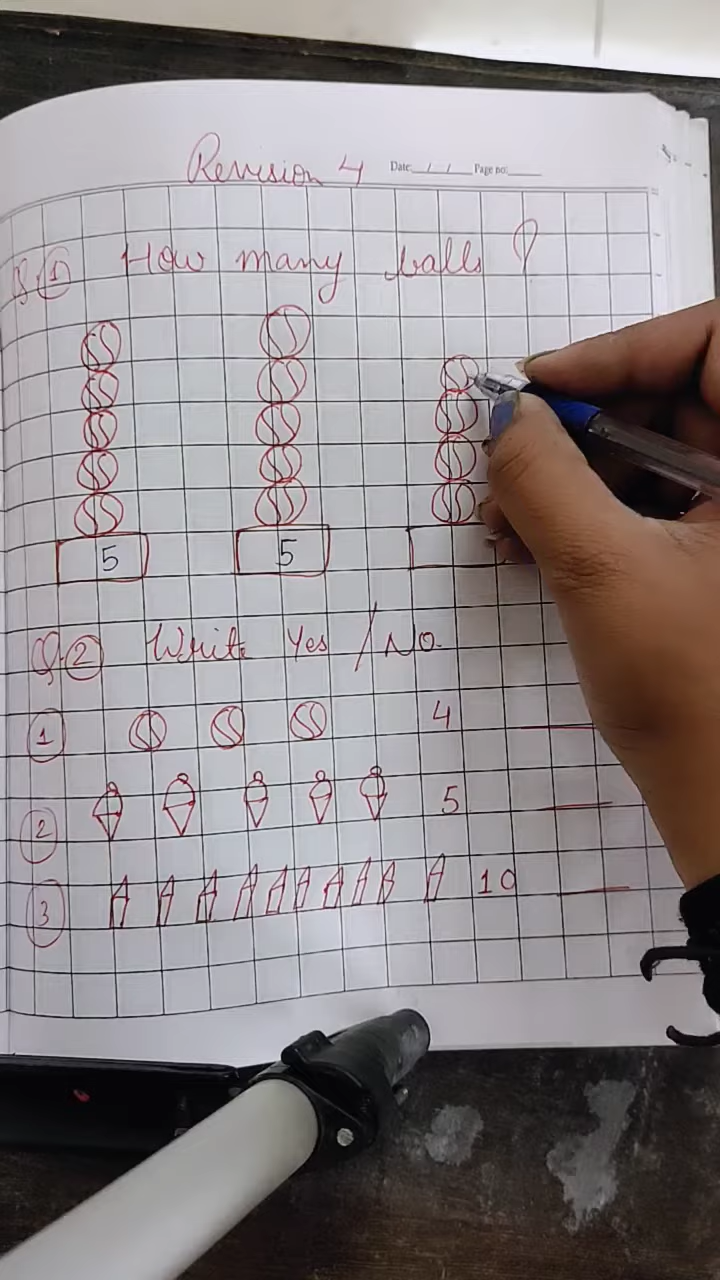 Revision 4 Date: / / Page no:
Q.① How many balls ?
5 5
Q.② Write Yes / No.
① 4
② 5
③ 10